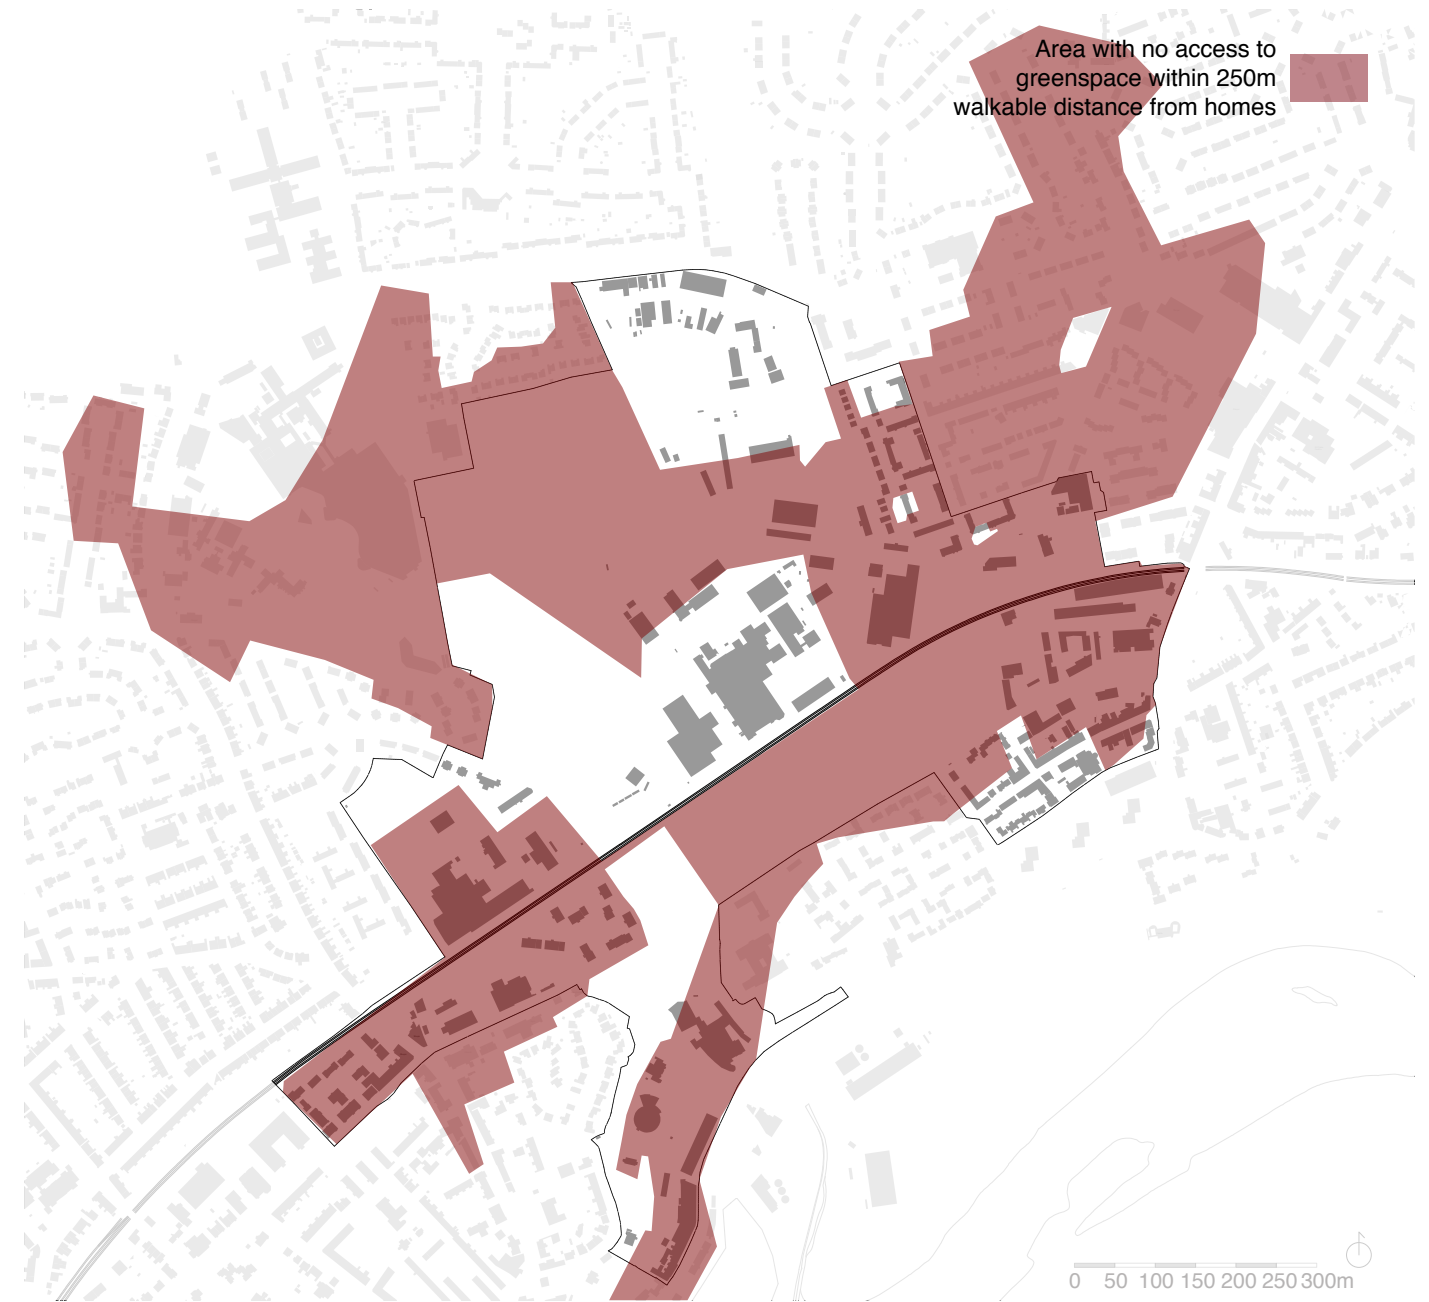 Area with no access to
greenspace within 250m
walkable distance from homes
0 50 100 150 200 250 300m